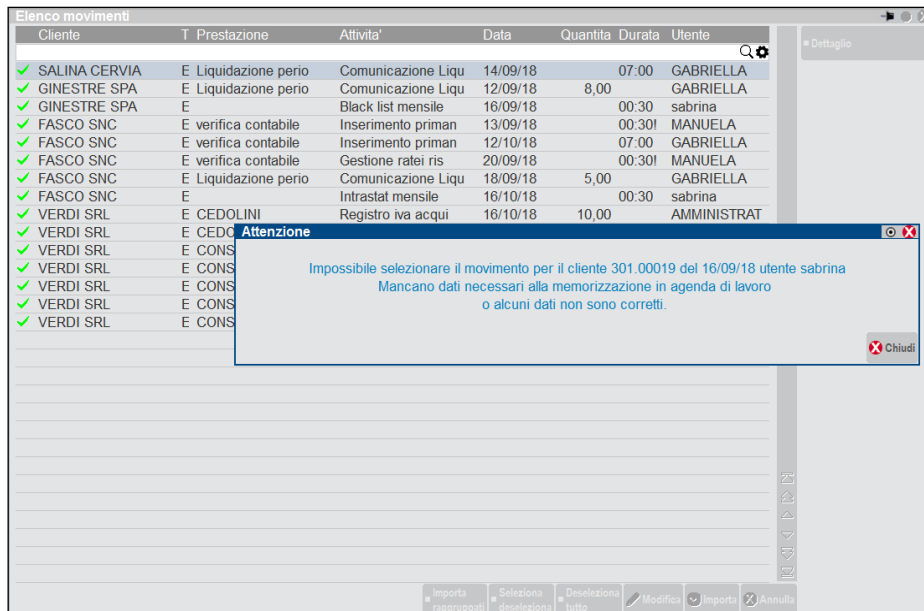 Elenco movimenti
Cliente T Prestazione Attivita' Data Quantita Durata Utente
Dettaglio
SALINA CERVIA E Liquidazione perio Comunicazione Liqu 14/09/18 07:00 GABRIELLA
GINESTRE SPA E Liquidazione perio Comunicazione Liqu 12/09/18 8,00 GABRIELLA
GINESTRE SPA E Black list mensile 16/09/18 00:30 sabrina
FASCO SNC E verifica contabile Inserimento priman 13/09/18 00:30! MANUELA
FASCO SNC E verifica contabile Inserimento priman 12/10/18 07:00 GABRIELLA
FASCO SNC E verifica contabile Gestione ratei ris 20/09/18 00:30! MANUELA
FASCO SNC E Liquidazione perio Comunicazione Liqu 18/09/18 5,00 GABRIELLA
FASCO SNC E Intrastat mensile 16/10/18 00:30 sabrina
VERDI SRL E CEDOLINI Registro iva acqui 16/10/18 10,00 AMMINISTRAT
VERDI SRL E CEDO
VERDI SRL E CONS
VERDI SRL E CONS
VERDI SRL E CONS
VERDI SRL E CONS
VERDI SRL E CONS
Attenzione
Impossibile selezionare il movimento per il cliente 301.00019 del 16/09/18 utente sabrina
Mancano dati necessari alla memorizzazione in agenda di lavoro
o alcuni dati non sono corretti.
Chiudi
Importa raggruppati
Seleziona deseleziona
Deseleziona tutto
Modifica
Importa
Annulla